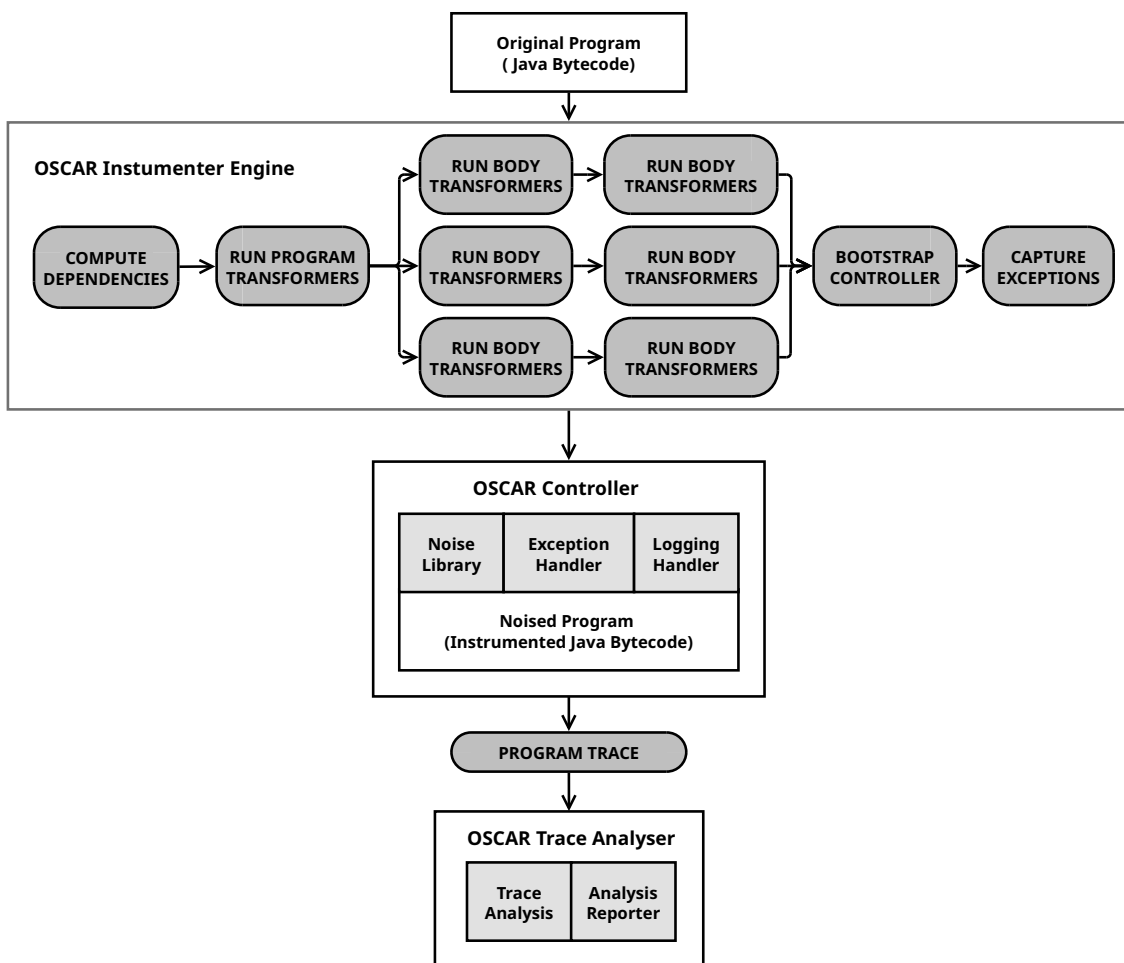 Original Program
( Java Bytecode)
OSCAR Instumenter Engine
COMPUTE
DEPENDENCIES
RUN PROGRAM
TRANSFORMERS
RUN BODY
TRANSFORMERS
RUN BODY
TRANSFORMERS
RUN BODY
TRANSFORMERS
RUN BODY
TRANSFORMERS
RUN BODY
TRANSFORMERS
RUN BODY
TRANSFORMERS
BOOTSTRAP
CONTROLLER
CAPTURE
EXCEPTIONS
OSCAR Controller
Noise
Library
Exception
Handler
Logging
Handler
Noised Program
(Instrumented Java Bytecode)
PROGRAM TRACE
OSCAR Trace Analyser
Trace
Analysis
Analysis
Reporter